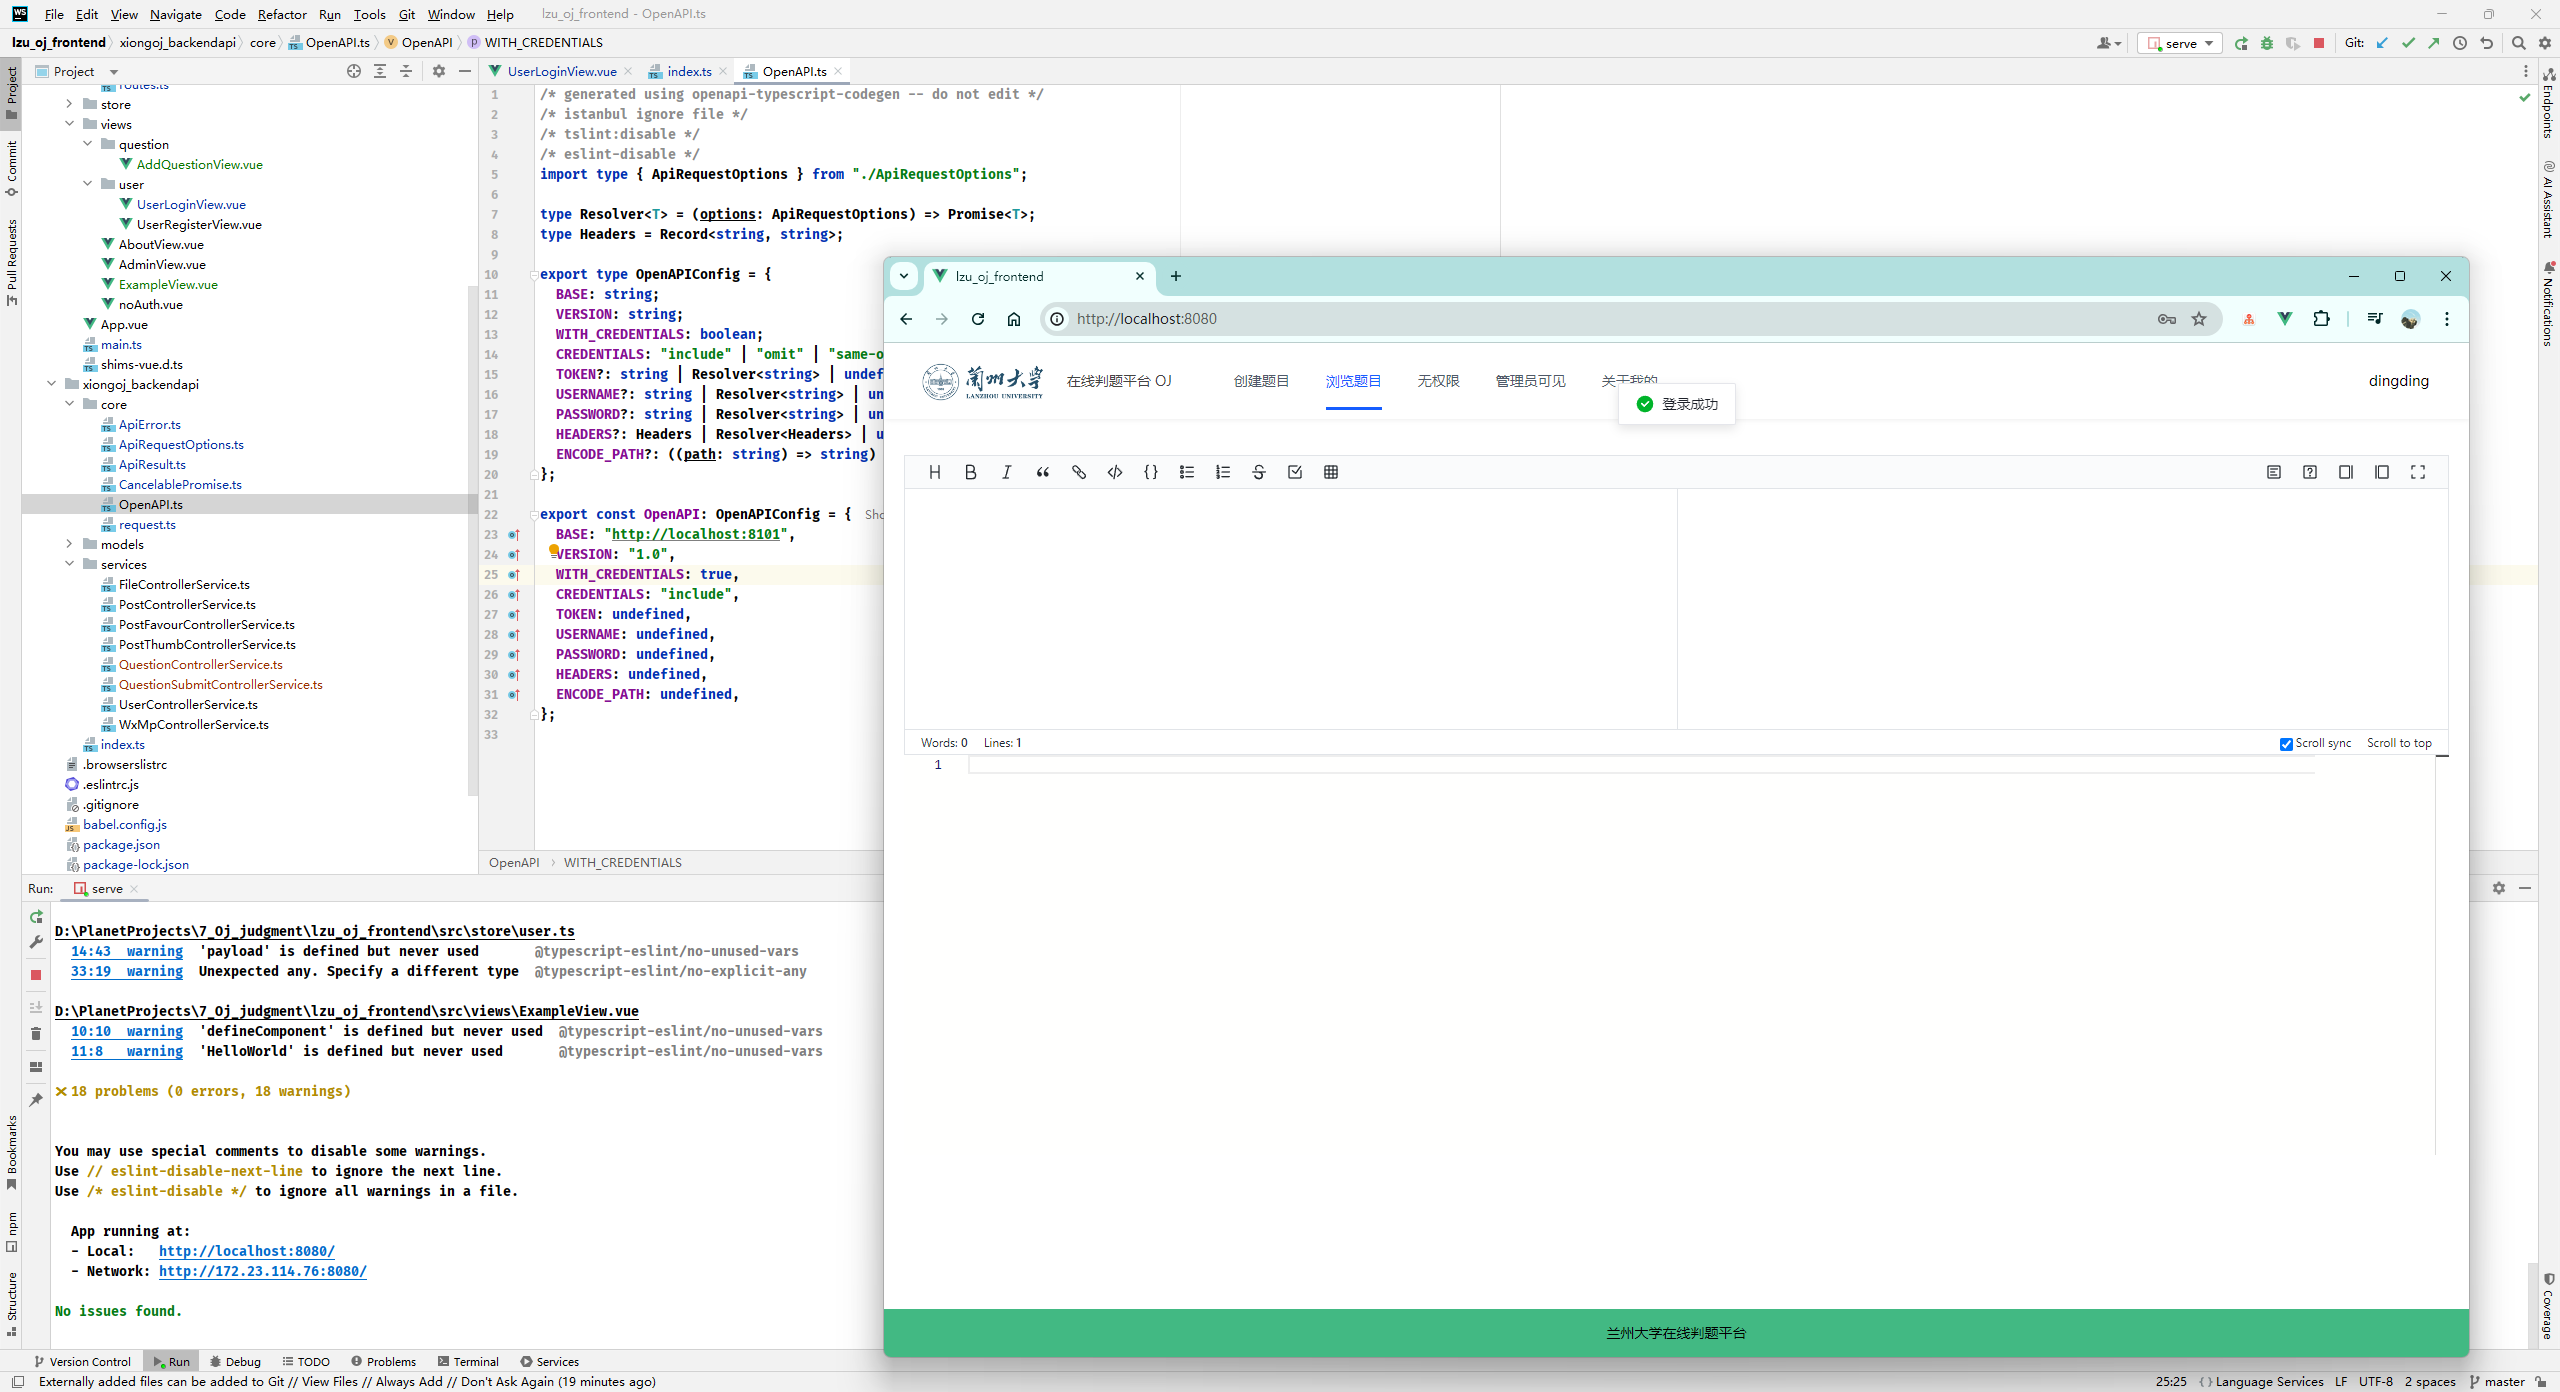 File Edit View Navigate Code Refactor Run Tools Git Window Help lzu_oj_frontend - OpenAPI.ts
lzu_oj_frontend xiongoj_backendapi core OpenAPI.ts OpenAPI WITH_CREDENTIALS
serve
Git:
Project
UserLoginView.vue
index.ts
OpenAPI.ts
Project
Commit
Pull Requests
Bookmarks
npm
Structure
Endpoints
AI Assistant
Notifications
Coverage
routes.ts
store
views
question
AddQuestionView.vue
user
UserLoginView.vue
UserRegisterView.vue
AboutView.vue
AdminView.vue
ExampleView.vue
noAuth.vue
App.vue
main.ts
shims-vue.d.ts
xiongoj_backendapi
core
ApiError.ts
ApiRequestOptions.ts
ApiResult.ts
CancelablePromise.ts
OpenAPI.ts
request.ts
models
services
FileControllerService.ts
PostControllerService.ts
PostFavourControllerService.ts
PostThumbControllerService.ts
QuestionControllerService.ts
QuestionSubmitControllerService.ts
UserControllerService.ts
WxMpControllerService.ts
index.ts
.browserslistrc
.eslintrc.js
.gitignore
babel.config.js
package.json
package-lock.json
1 /* generated using openapi-typescript-codegen -- do not edit */
2 /* istanbul ignore file */
3 /* tslint:disable */
4 /* eslint-disable */
5 import type { ApiRequestOptions } from "./ApiRequestOptions";
6
7 type Resolver<T> = (options: ApiRequestOptions) => Promise<T>;
8 type Headers = Record<string, string>;
9
10 export type OpenAPIConfig = {
11 BASE: string;
12 VERSION: string;
13 WITH_CREDENTIALS: boolean;
14 CREDENTIALS: "include" | "omit" | "same-o
15 TOKEN?: string | Resolver<string> | undef
16 USERNAME?: string | Resolver<string> | un
17 PASSWORD?: string | Resolver<string> | un
18 HEADERS?: Headers | Resolver<Headers> | u
19 ENCODE_PATH?: ((path: string) => string)
20 };
21
22 export const OpenAPI: OpenAPIConfig = { Sho
23 BASE: "http://localhost:8101",
24 VERSION: "1.0",
25 WITH_CREDENTIALS: true,
26 CREDENTIALS: "include",
27 TOKEN: undefined,
28 USERNAME: undefined,
29 PASSWORD: undefined,
30 HEADERS: undefined,
31 ENCODE_PATH: undefined,
32 };
33
OpenAPI WITH_CREDENTIALS
lzu_oj_frontend
http://localhost:8080
兰州大学
LANZHOU UNIVERSITY
在线判题平台 OJ
创建题目
浏览题目
无权限
管理员可见
关于我的
dingding
登录成功
Words: 0 Lines: 1
Scroll sync Scroll to top
1
兰州大学在线判题平台
Run: serve
D:\PlanetProjects\7_Oj_judgment\lzu_oj_frontend\src\store\user.ts
14:43 warning 'payload' is defined but never used @typescript-eslint/no-unused-vars
33:19 warning Unexpected any. Specify a different type @typescript-eslint/no-explicit-any
D:\PlanetProjects\7_Oj_judgment\lzu_oj_frontend\src\views\ExampleView.vue
10:10 warning 'defineComponent' is defined but never used @typescript-eslint/no-unused-vars
11:8 warning 'HelloWorld' is defined but never used @typescript-eslint/no-unused-vars
✕ 18 problems (0 errors, 18 warnings)
You may use special comments to disable some warnings.
Use // eslint-disable-next-line to ignore the next line.
Use /* eslint-disable */ to ignore all warnings in a file.
App running at:
- Local: http://localhost:8080/
- Network: http://172.23.114.76:8080/
No issues found.
Version Control Run Debug TODO Problems Terminal Services
Externally added files can be added to Git // View Files // Always Add // Don't Ask Again (19 minutes ago)
25:25 Language Services LF UTF-8 2 spaces master